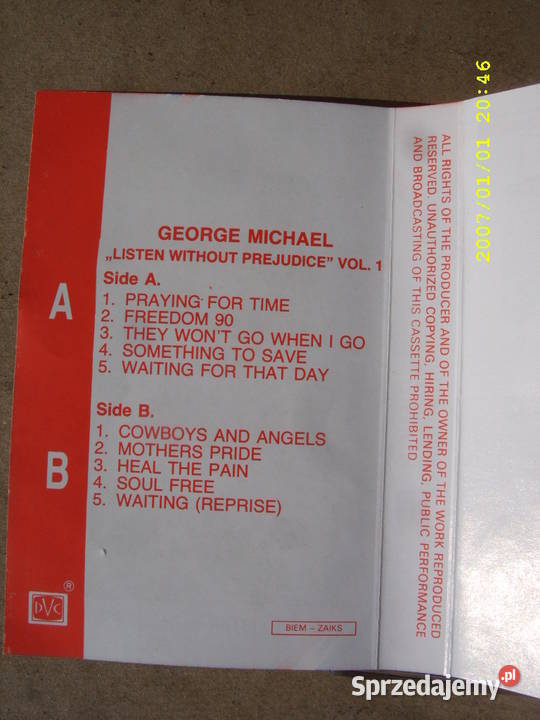 GEORGE MICHAEL
„LISTEN WITHOUT PREJUDICE” VOL. 1
A
Side A.
1. PRAYING FOR TIME
2. FREEDOM 90
3. THEY WON'T GO WHEN I GO
4. SOMETHING TO SAVE
5. WAITING FOR THAT DAY
B
Side B.
1. COWBOYS AND ANGELS
2. MOTHERS PRIDE
3. HEAL THE PAIN
4. SOUL FREE
5. WAITING (REPRISE)
DVC ®
BIEM – ZAIKS
ALL RIGHTS OF THE PRODUCER AND OF THE OWNER OF THE WORK REPRODUCED
RESERVED, UNAUTHORIZED COPYING, HIRING, LENDING, PUBLIC PERFORMANCE
AND BROADCASTING OF THIS CASSETTE PROHIBITED
2007/01/01 20:46
Sprzedajemy.pl